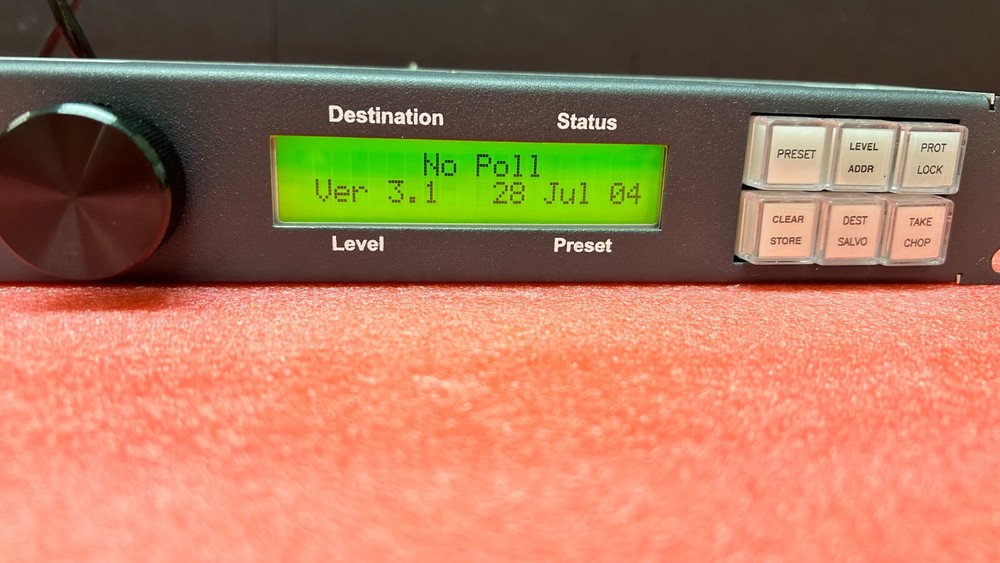 Destination Status
No Poll
Ver 3.1 28 Jul 04
Level Preset
PRESET
LEVEL
ADDR
PROT
LOCK
CLEAR
STORE
DEST
SALVO
TAKE
CHOP